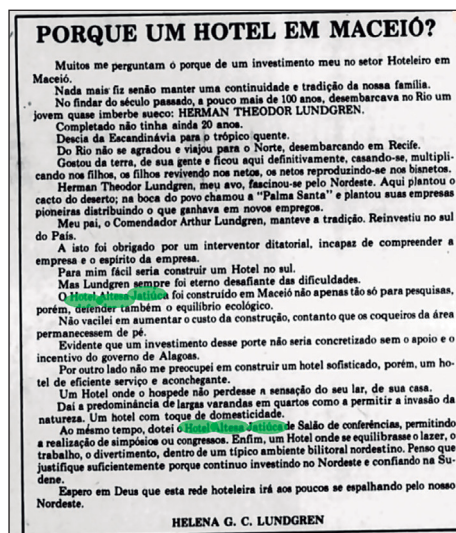 PORQUE UM HOTEL EM MACEIÓ?
Muitos me perguntam ó porque de um investimento meu no setor Hoteleiro em
Maceió.
Nada mais fiz senão manter uma continuidade e tradição da nossa família.
No findar do século passado, a pouco mais de 100 anos, desembarcava no Rio um
jovem quase imberbe sueco: HERMAN THEODOR LUNDGREN.
Completado não tinha ainda 20 anos.
Descia da Escandinávia para o trópico quente.
Do Rio não se agradou e viajou para o Norte, desembarcando em Recife.
Gostou da terra, de sua gente e ficou aqui definitivamente, casando-se, multipli-
cando nos filhos, os filhos revivendo nos netos, os netos reproduzindo-se nos bisnetos.
Herman Theodor Lundgren, meu avo, fascinou-se pelo Nordeste. Aqui plantou o
cacto do deserto; na boca do povo chamou a "Palma Santa" e plantou suas empresas
pioneiras distribuindo o que ganhava em novos empregos.
Meu pai, o Comendador Arthur Lundgren, manteve a tradição. Reinvestiu no sul
do País.
A isto foi obrigado por um interventor ditatorial, incapaz de compreender a
empresa e o espírito da empresa.
Para mim fácil seria construir um Hotel no sul.
Mas Lundgren sempre foi eterno desafiante das dificuldades.
O Hotel Altesa Jatiúca foi construído em Maceió não apenas tão só para pesquisas,
porém, defender também o equilíbrio ecológico.
Não vacilei em aumentar o custo da construção, contanto que os coqueiros da área
permanecessem de pé.
Evidente que um investimento desse porte não seria concretizado sem o apoio e o
incentivo do governo de Alagoas.
Por outro lado não me preocupei em construir um hotel sofisticado, porém, um ho-
tel de eficiente serviço e aconchegante.
Um Hotel onde o hospede não perdesse a sensação do seu lar, de sua casa.
Daí a predominância de largas varandas em quartos como a permitir a invasão da
natureza. Um hotel com toque de domesticidade.
Ao mesmo tempo, dotei o Hotel Altesa Jatiúca de Salão de conferências, permitindo
a realização de simpósios ou congressos. Enfim, um Hotel onde se equilibrasse o lazer, o
trabalho, o divertimento, dentro de um típico ambiente bilitoral nordestino. Penso que
justifique suficientemente porque continuo investindo no Nordeste e confiando na Su-
dene.
Espero em Deus que esta rede hoteleira irá aos poucos se espalhando pelo nosso
Nordeste.
HELENA G. C. LUNDGREN